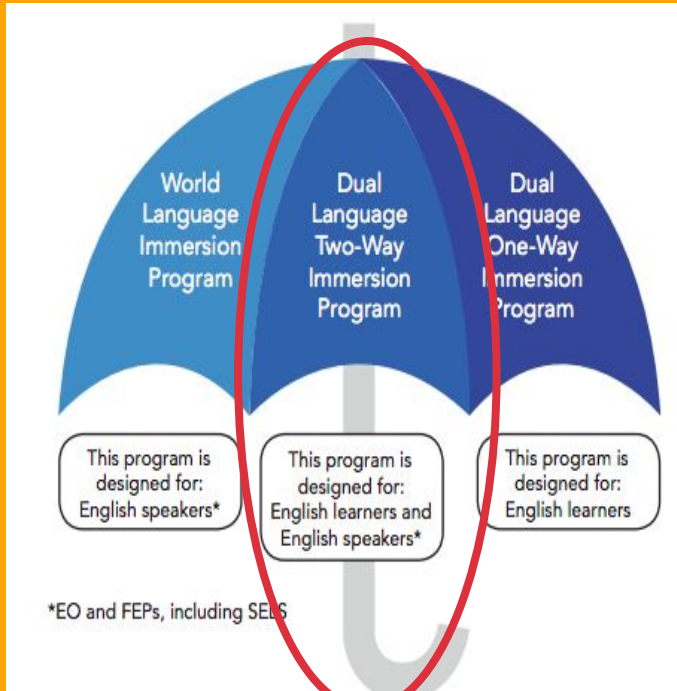 World
Language
Immersion
Program
Dual
Language
Two-Way
Immersion
Program
Dual
Language
One-Way
Immersion
Program
This program is
designed for:
English speakers*
This program is
designed for:
English learners and
English speakers*
This program is
designed for:
English learners
*EO and FEPs, including SELS